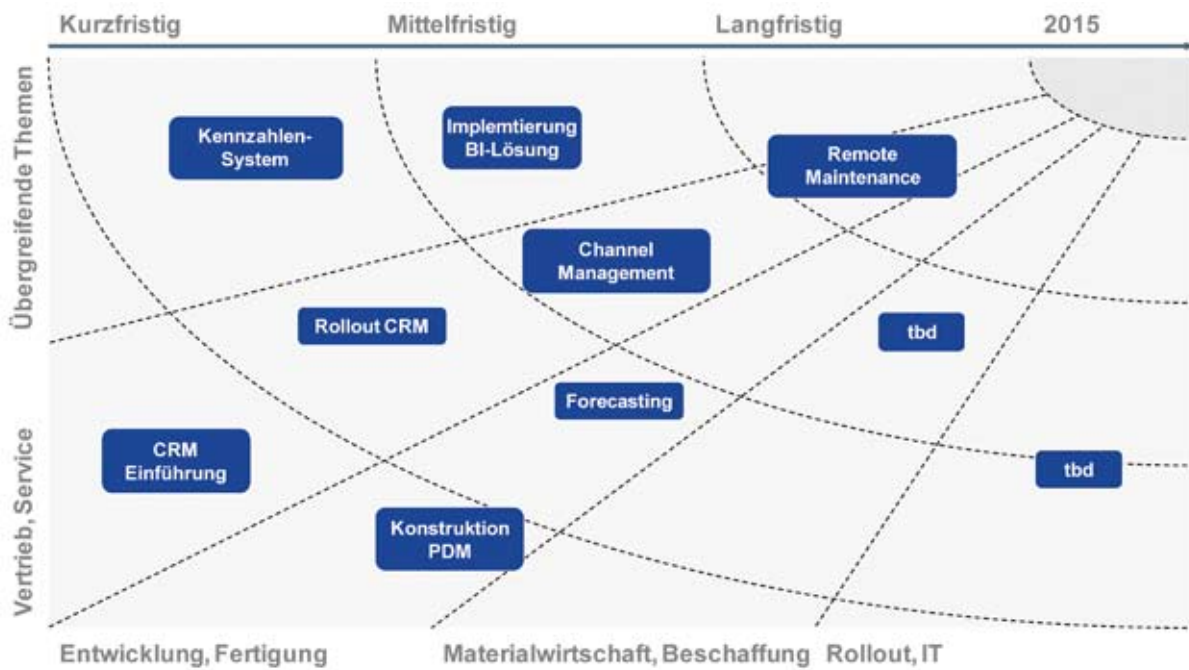 Kurzfristig
Mittelfristig
Langfristig
2015
Übergreifende Themen
Vertrieb, Service
Kennzahlen-
System
Implemtierung
BI-Lösung
Remote
Maintenance
Channel
Management
Rollout CRM
tbd
Forecasting
CRM
Einführung
tbd
Konstruktion
PDM
Entwicklung, Fertigung
Materialwirtschaft, Beschaffung
Rollout, IT